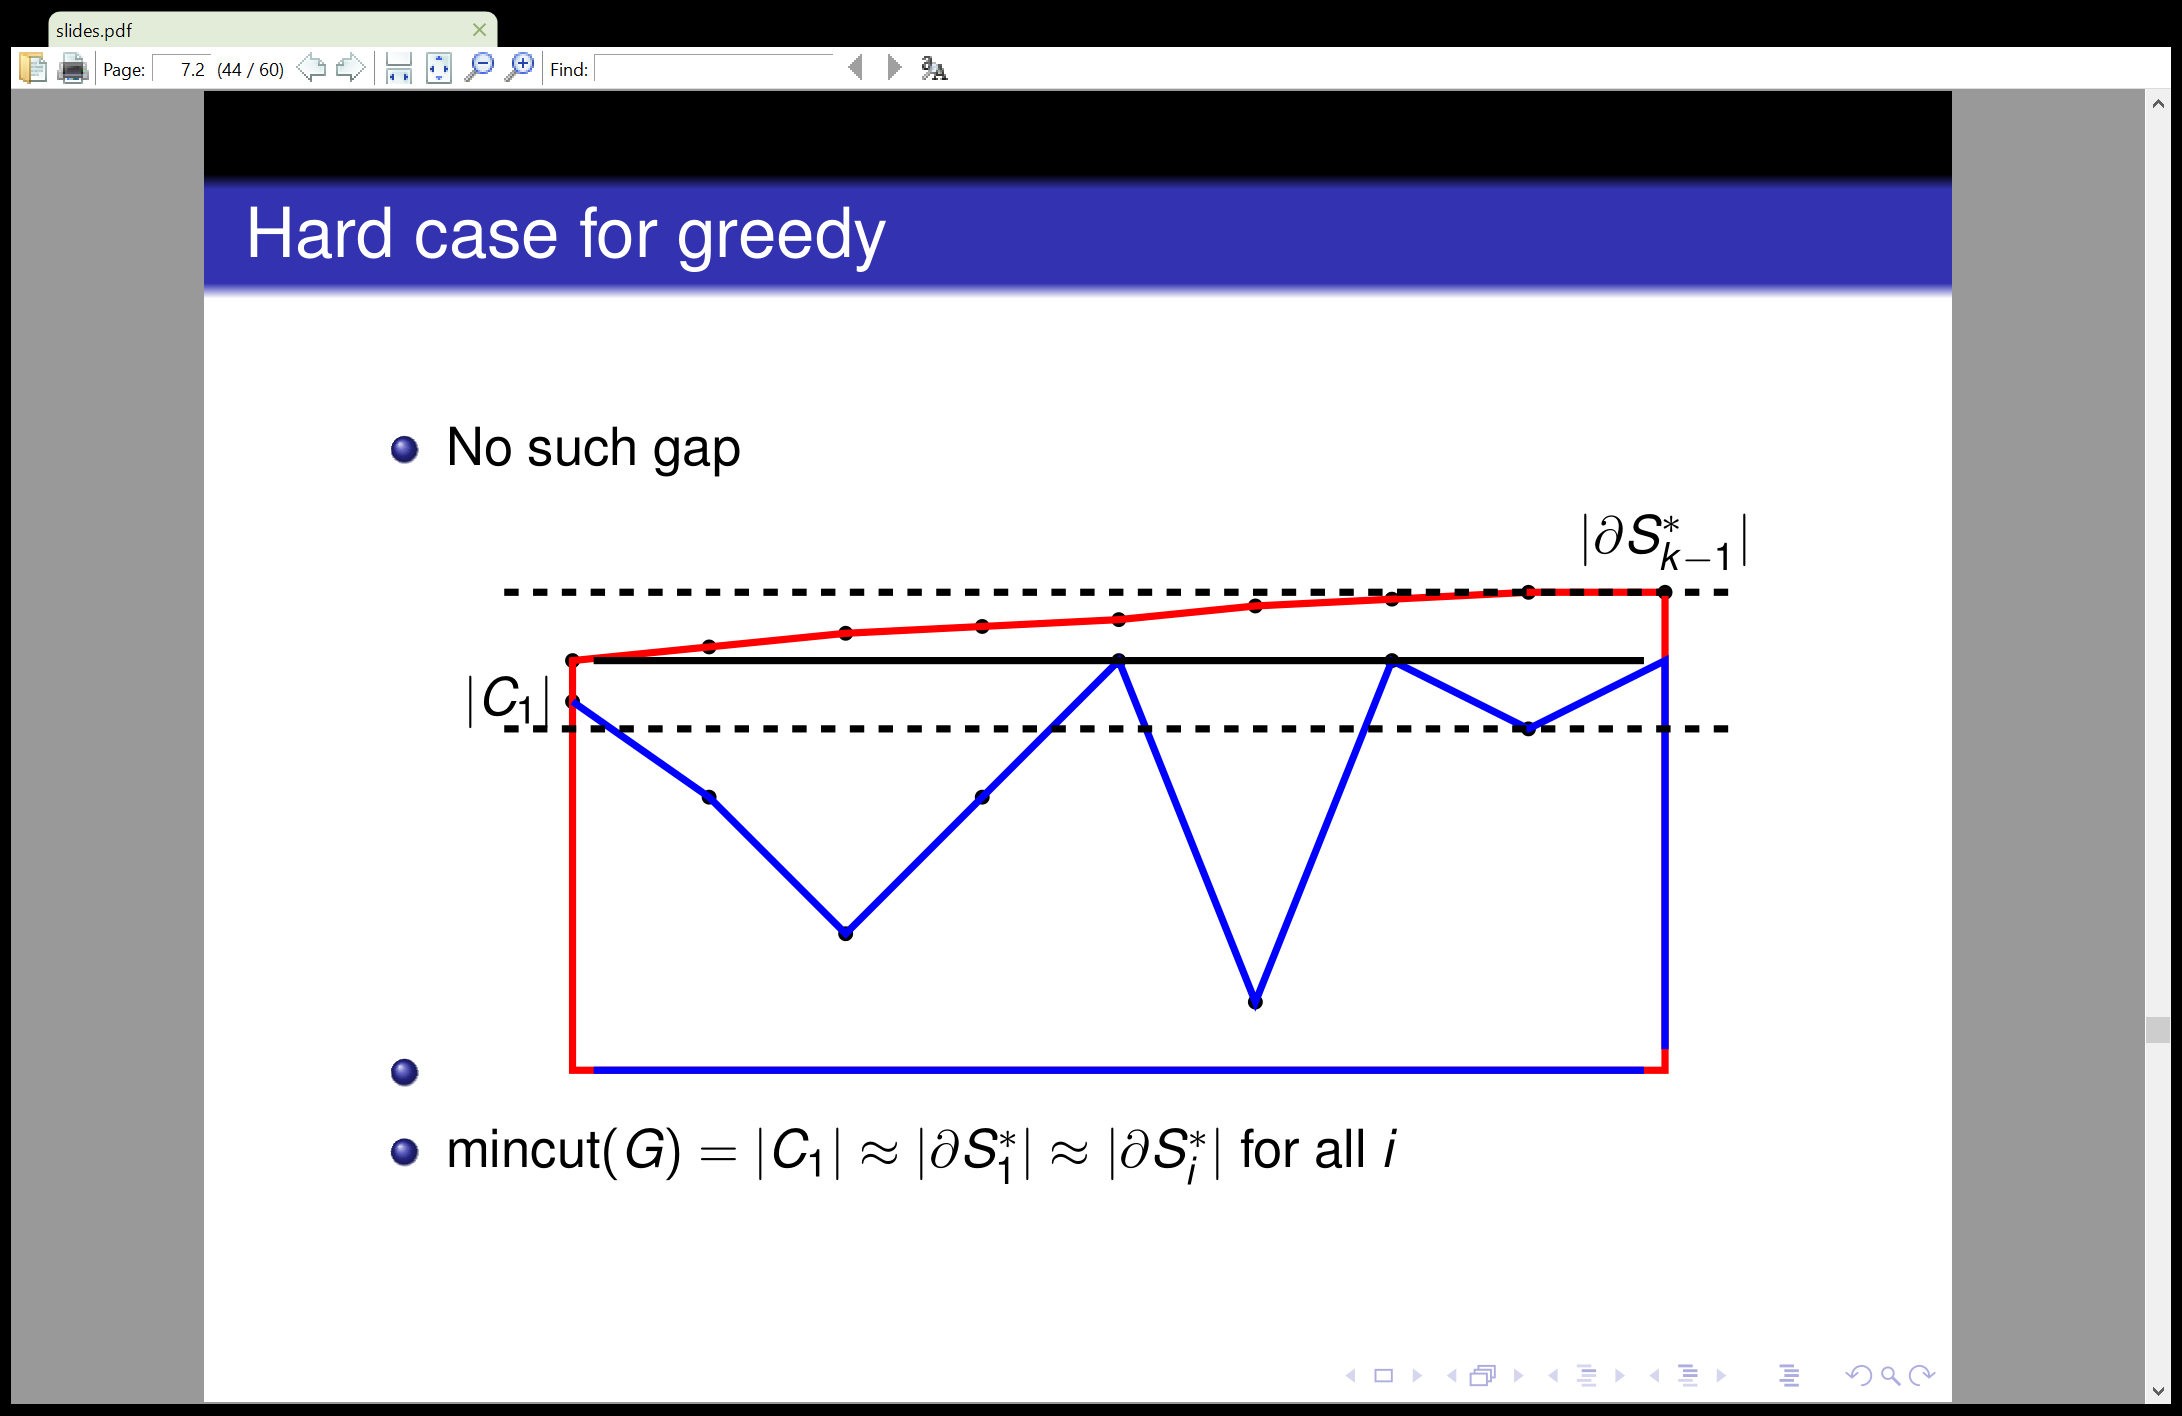 slides.pdf
Page: 7.2 (44 / 60) Find:
Hard case for greedy
No such gap
|∂S*ₖ₋₁|
|C₁|
mincut(G) = |C₁| ≈ |∂S*₁| ≈ |∂S*ᵢ| for all i